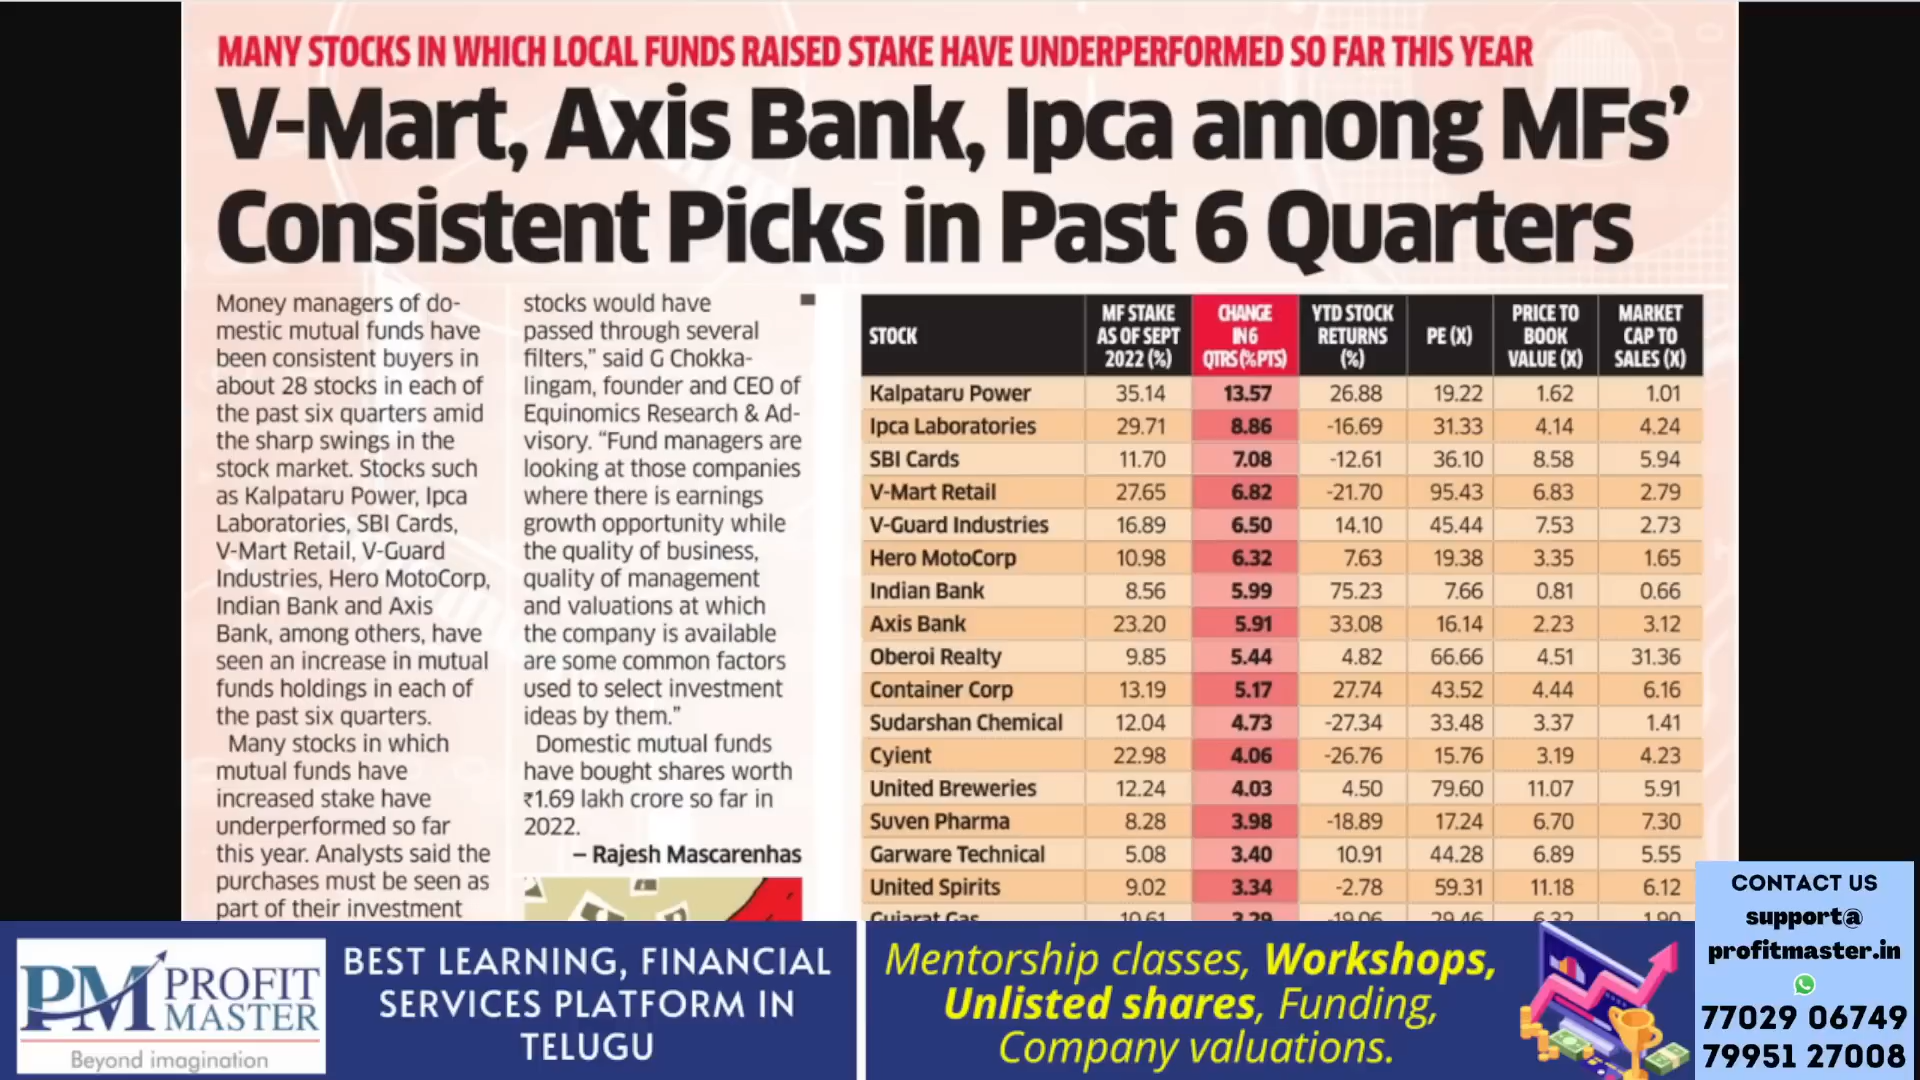 MANY STOCKS IN WHICH LOCAL FUNDS RAISED STAKE HAVE UNDERPERFORMED SO FAR THIS YEAR
V-Mart, Axis Bank, Ipca among MFs’
Consistent Picks in Past 6 Quarters
Money managers of do-
mestic mutual funds have
been consistent buyers in
about 28 stocks in each of
the past six quarters amid
the sharp swings in the
stock market. Stocks such
as Kalpataru Power, Ipca
Laboratories, SBI Cards,
V-Mart Retail, V-Guard
Industries, Hero MotoCorp,
Indian Bank and Axis
Bank, among others, have
seen an increase in mutual
funds holdings in each of
the past six quarters.
Many stocks in which
mutual funds have
increased stake have
underperformed so far
this year. Analysts said the
purchases must be seen as
part of their investment
stocks would have
passed through several
filters,” said G Chokka-
lingam, founder and CEO of
Equinomics Research & Ad-
visory. “Fund managers are
looking at those companies
where there is earnings
growth opportunity while
the quality of business,
quality of management
and valuations at which
the company is available
are some common factors
used to select investment
ideas by them.”
Domestic mutual funds
have bought shares worth
₹1.69 lakh crore so far in
2022.
– Rajesh Mascarenhas
STOCK MF STAKE AS OF SEPT 2022 (%) CHANGE IN 6 QTRS (% PTS) YTD STOCK RETURNS (%) PE (X) PRICE TO BOOK VALUE (X) MARKET CAP TO SALES (X)
Kalpataru Power 35.14 13.57 26.88 19.22 1.62 1.01
Ipca Laboratories 29.71 8.86 -16.69 31.33 4.14 4.24
SBI Cards 11.70 7.08 -12.61 36.10 8.58 5.94
V-Mart Retail 27.65 6.82 -21.70 95.43 6.83 2.79
V-Guard Industries 16.89 6.50 14.10 45.44 7.53 2.73
Hero MotoCorp 10.98 6.32 7.63 19.38 3.35 1.65
Indian Bank 8.56 5.99 75.23 7.66 0.81 0.66
Axis Bank 23.20 5.91 33.08 16.14 2.23 3.12
Oberoi Realty 9.85 5.44 4.82 66.66 4.51 31.36
Container Corp 13.19 5.17 27.74 43.52 4.44 6.16
Sudarshan Chemical 12.04 4.73 -27.34 33.48 3.37 1.41
Cyient 22.98 4.06 -26.76 15.76 3.19 4.23
United Breweries 12.24 4.03 4.50 79.60 11.07 5.91
Suven Pharma 8.28 3.98 -18.89 17.24 6.70 7.30
Garware Technical 5.08 3.40 10.91 44.28 6.89 5.55
United Spirits 9.02 3.34 -2.78 59.31 11.18 6.12
Gujarat Gas 10.61 3.29 -19.06 29.46 6.32 1.90
PM PROFIT
MASTER
Beyond imagination
BEST LEARNING, FINANCIAL
SERVICES PLATFORM IN
TELUGU
Mentorship classes, Workshops,
Unlisted shares, Funding,
Company valuations.
CONTACT US
support@
profitmaster.in
77029 06749
79951 27008